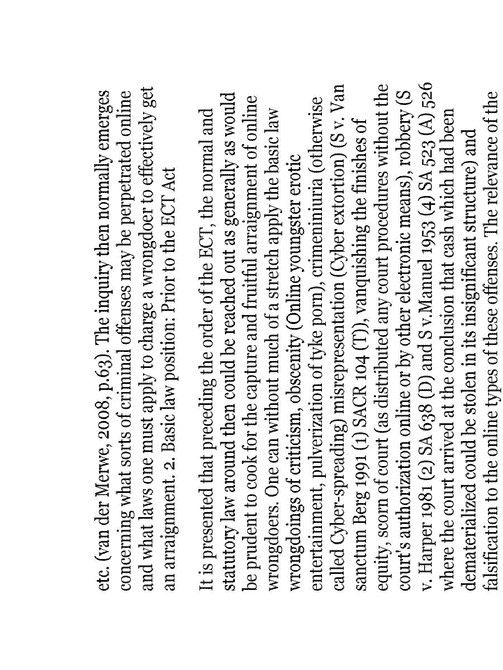 etc. (van der Merwe, 2008, p.63). The inquiry then normally emerges
concerning what sorts of criminal offenses may be perpetrated online
and what laws one must apply to charge a wrongdoer to effectively get
an arraignment. 2. Basic law position: Prior to the ECT Act
It is presented that preceding the order of the ECT, the normal and
statutory law around then could be reached out as generally as would
be prudent to cook for the capture and fruitful arraignment of online
wrongdoers. One can without much of a stretch apply the basic law
wrongdoings of criticism, obscenity (Online youngster erotic
entertainment, pulverization of tyke porn), crimeniniuria (otherwise
called Cyber-spreading) misrepresentation (Cyber extortion) (S v. Van
sanctum Berg 1991 (1) SACR 104 (T)), vanquishing the finishes of
equity, scorn of court (as distributed any court procedures without the
court's authorization online or by other electronic means), robbery (S
v. Harper 1981 (2) SA 638 (D) and S v.Manuel 1953 (4) SA 523 (A) 526
where the court arrived at the conclusion that cash which had been
dematerialized could be stolen in its insignificant structure) and
falsification to the online types of these offenses. The relevance of the